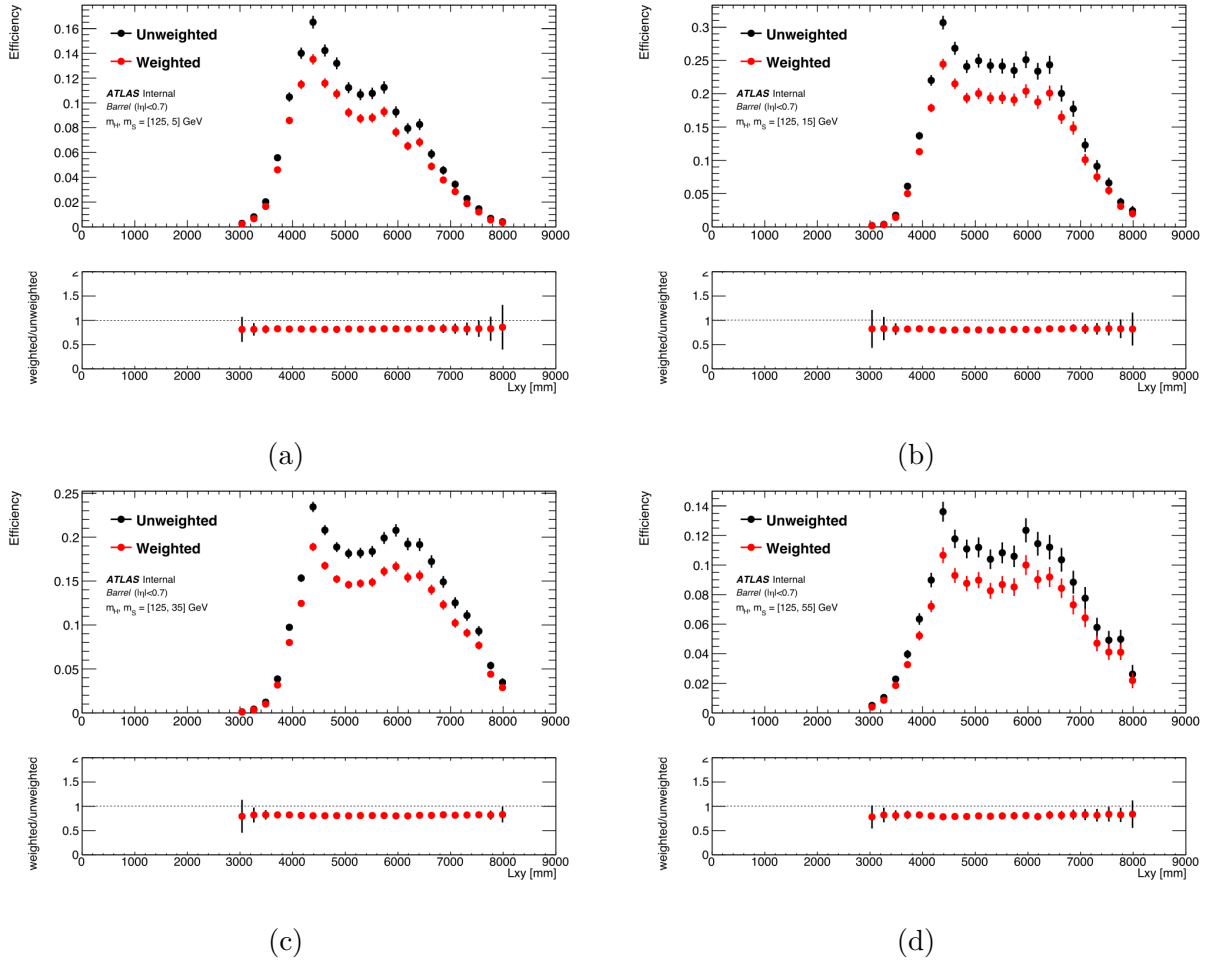 Efficiency
0.16
0.14
0.12
0.1
0.08
0.06
0.04
0.02
0
Unweighted
Weighted
ATLAS Internal
Barrel (|η|<0.7)
m_H, m_S = [125, 5] GeV
0 1000 2000 3000 4000 5000 6000 7000 8000 9000
weighted/unweighted
2
1.5
1
0.5
0
0 1000 2000 3000 4000 5000 6000 7000 8000 9000
Lxy [mm]
(a)
Efficiency
0.3
0.25
0.2
0.15
0.1
0.05
0
Unweighted
Weighted
ATLAS Internal
Barrel (|η|<0.7)
m_H, m_S = [125, 15] GeV
0 1000 2000 3000 4000 5000 6000 7000 8000 9000
weighted/unweighted
2
1.5
1
0.5
0
0 1000 2000 3000 4000 5000 6000 7000 8000 9000
Lxy [mm]
(b)
Efficiency
0.25
0.2
0.15
0.1
0.05
0
Unweighted
Weighted
ATLAS Internal
Barrel (|η|<0.7)
m_H, m_S = [125, 35] GeV
0 1000 2000 3000 4000 5000 6000 7000 8000 9000
weighted/unweighted
2
1.5
1
0.5
0
0 1000 2000 3000 4000 5000 6000 7000 8000 9000
Lxy [mm]
(c)
Efficiency
0.14
0.12
0.1
0.08
0.06
0.04
0.02
0
Unweighted
Weighted
ATLAS Internal
Barrel (|η|<0.7)
m_H, m_S = [125, 55] GeV
0 1000 2000 3000 4000 5000 6000 7000 8000 9000
weighted/unweighted
2
1.5
1
0.5
0
0 1000 2000 3000 4000 5000 6000 7000 8000 9000
Lxy [mm]
(d)